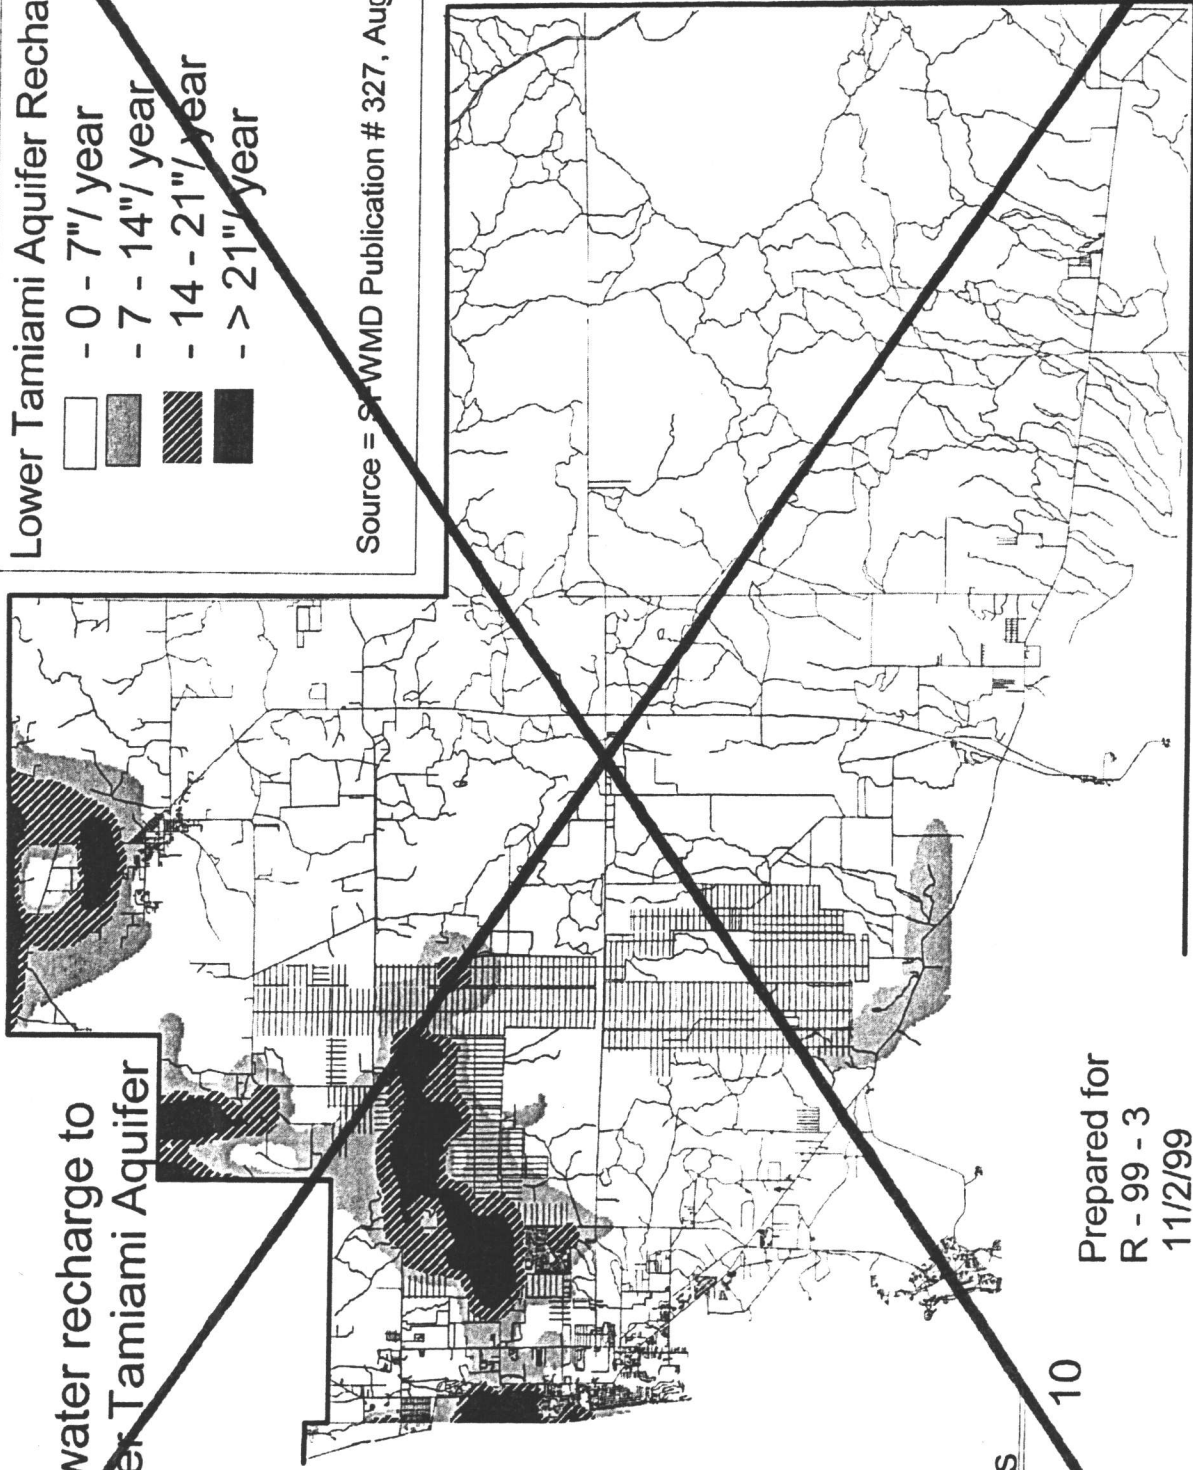 water recharge to
er Tamiami Aquifer
Lower Tamiami Aquifer Recha
- 0 - 7"/ year
- 7 - 14"/ year
- 14 - 21"/ year
- > 21"/ year
Source = SFWMD Publication # 327, Aug
Prepared for
R - 99 - 3
11/2/99
10
s